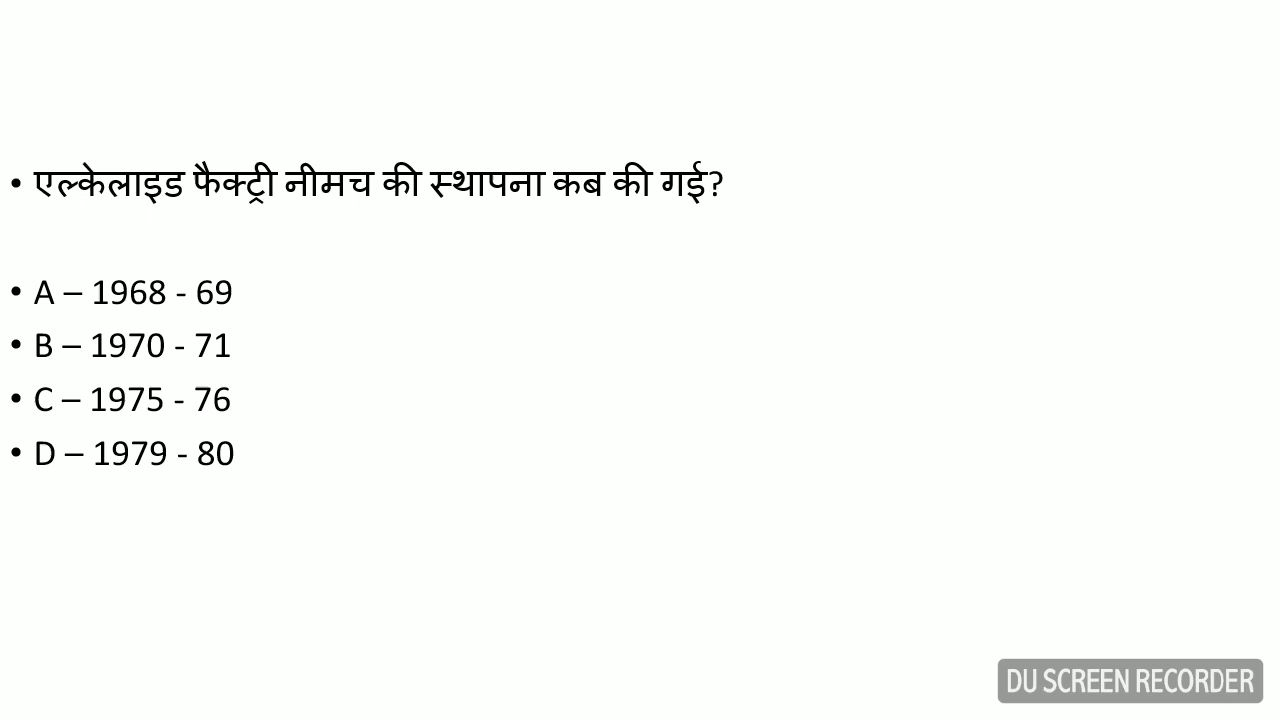 • एल्केलाइड फैक्ट्री नीमच की स्थापना कब की गई?
• A – 1968 - 69
• B – 1970 - 71
• C – 1975 - 76
• D – 1979 - 80
DU SCREEN RECORDER